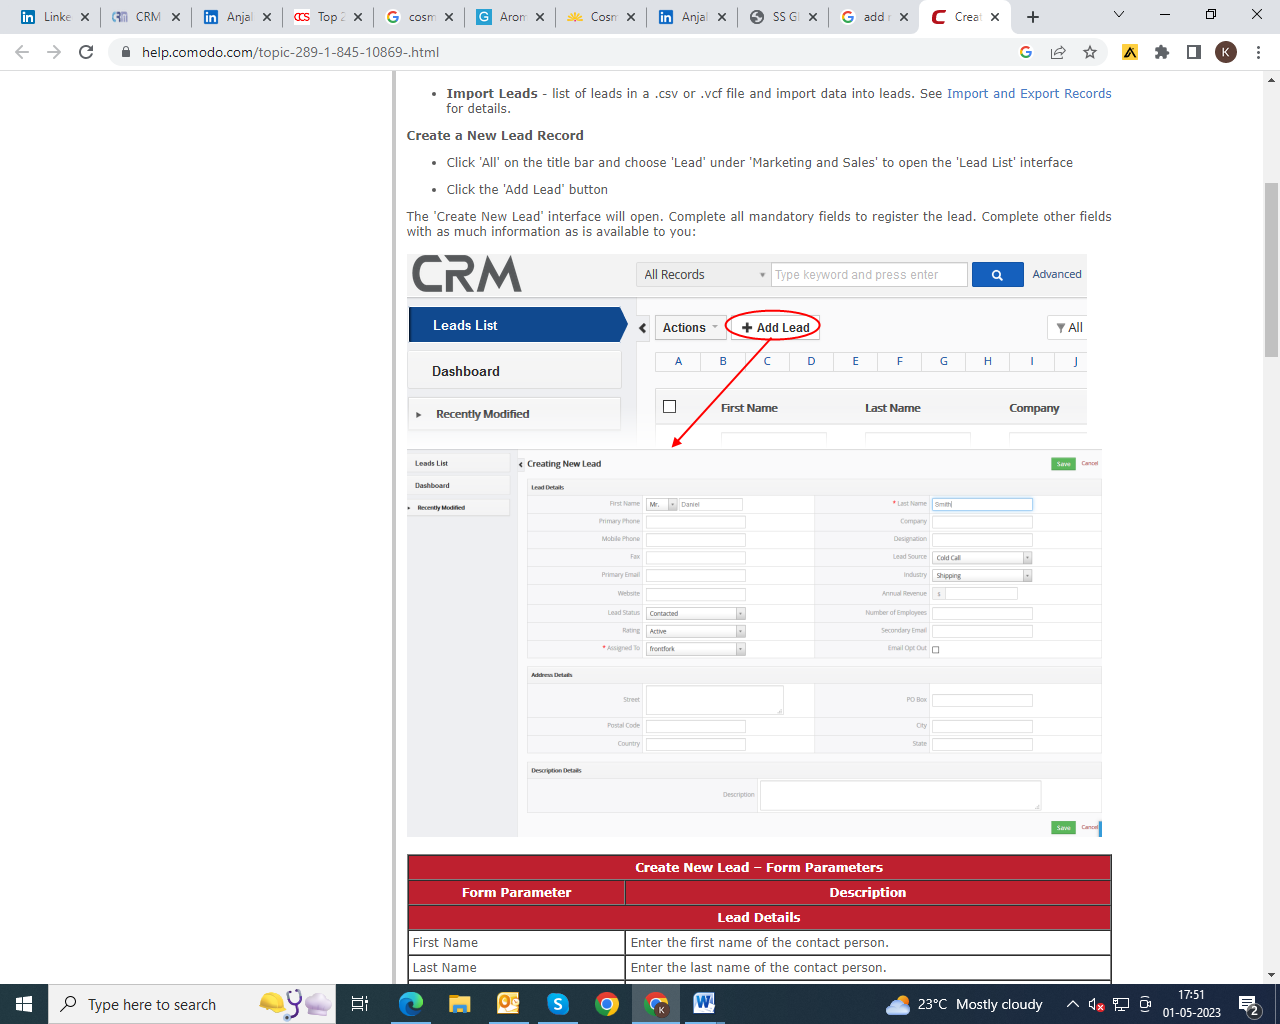 Linke
CRM
Anjal
Top 2
cosm
Aron
Cosm
Anjal
SS Gl
add r
Creat
help.comodo.com/topic-289-1-845-10869-.html
K
• Import Leads - list of leads in a .csv or .vcf file and import data into leads. See Import and Export Records
for details.
Create a New Lead Record
• Click 'All' on the title bar and choose 'Lead' under 'Marketing and Sales' to open the 'Lead List' interface
• Click the 'Add Lead' button
The 'Create New Lead' interface will open. Complete all mandatory fields to register the lead. Complete other fields
with as much information as is available to you:
CRM
All Records
Type keyword and press enter
Advanced
Leads List
Actions
+ Add Lead
All
A B C D E F G H I J
Dashboard
Recently Modified
First Name
Last Name
Company
Leads List
Creating New Lead
Save
Cancel
Dashboard
Lead Details
Recently Modified
First Name
Mr.
Daniel
* Last Name
Smith
Primary Phone
Company
Mobile Phone
Designation
Fax
Lead Source
Cold Call
Primary Email
Industry
Shipping
Website
Annual Revenue
Lead Status
Contacted
Number of Employees
Rating
Active
Secondary Email
* Assigned To
frontfork
Email Opt Out
Address Details
Street
PO Box
Postal Code
City
Country
State
Description Details
Description
Save
Cancel
Create New Lead – Form Parameters
Form Parameter
Description
Lead Details
First Name
Enter the first name of the contact person.
Last Name
Enter the last name of the contact person.
Type here to search
23°C Mostly cloudy
17:51
01-05-2023
2